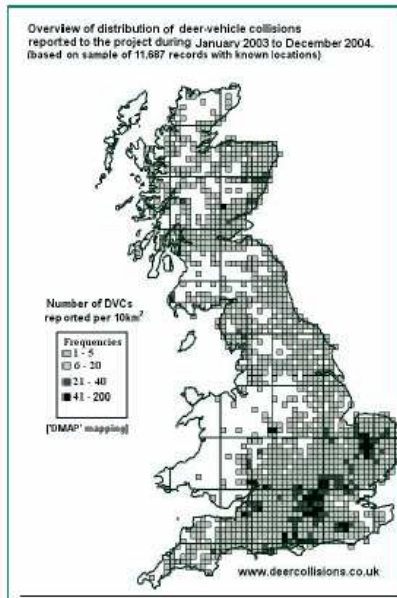 Overview of distribution of deer-vehicle collisions
reported to the project during January 2003 to December 2004.
(based on sample of 11,687 records with known locations)
Number of DVCs
reported per 10km²
Frequencies
1 - 5
6 - 20
21 - 40
41 - 200
['DMAP' mapping]
www.deercollisions.co.uk